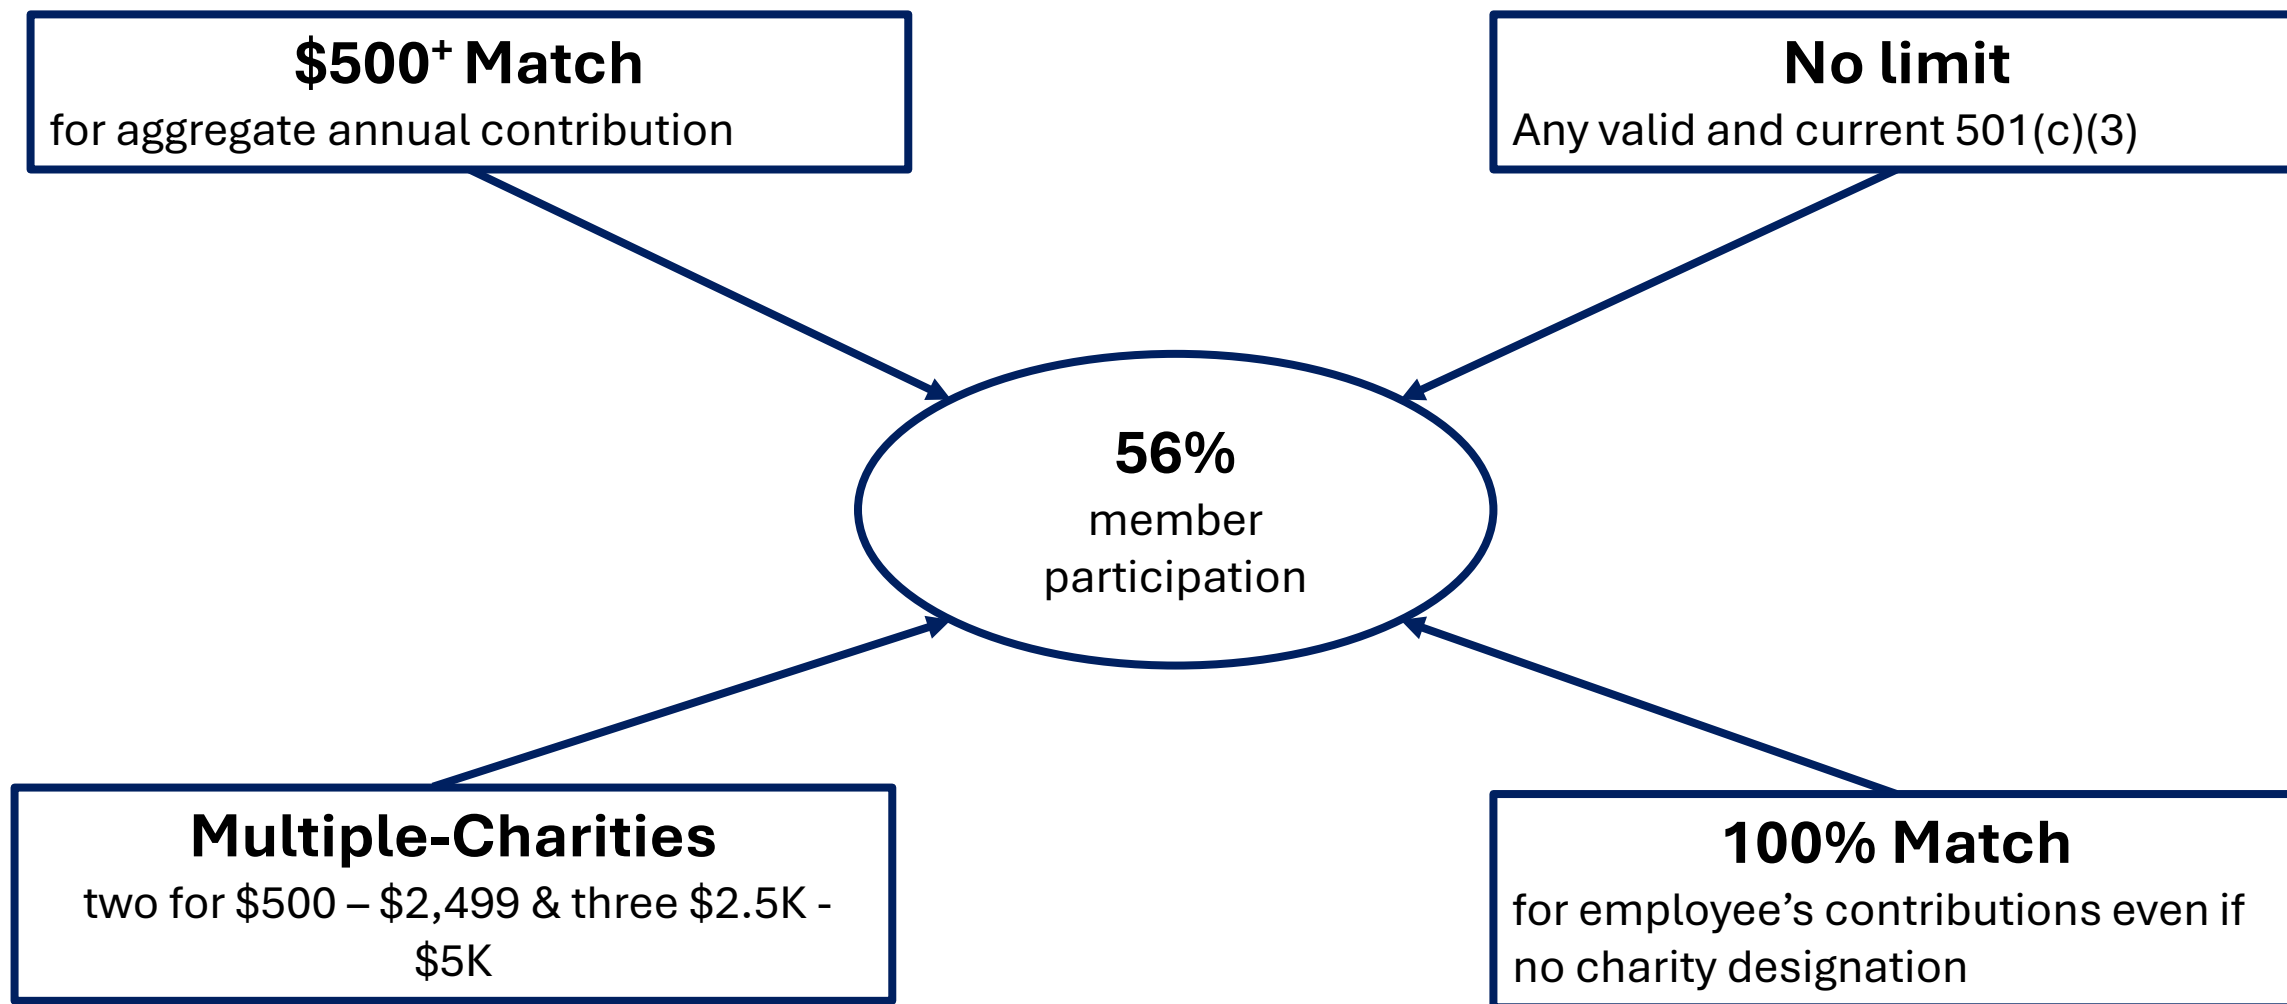 $500+ Match
for aggregate annual contribution
No limit
Any valid and current 501(c)(3)
56%
member
participation
Multiple-Charities
two for $500 – $2,499 & three $2.5K -
$5K
100% Match
for employee’s contributions even if
no charity designation